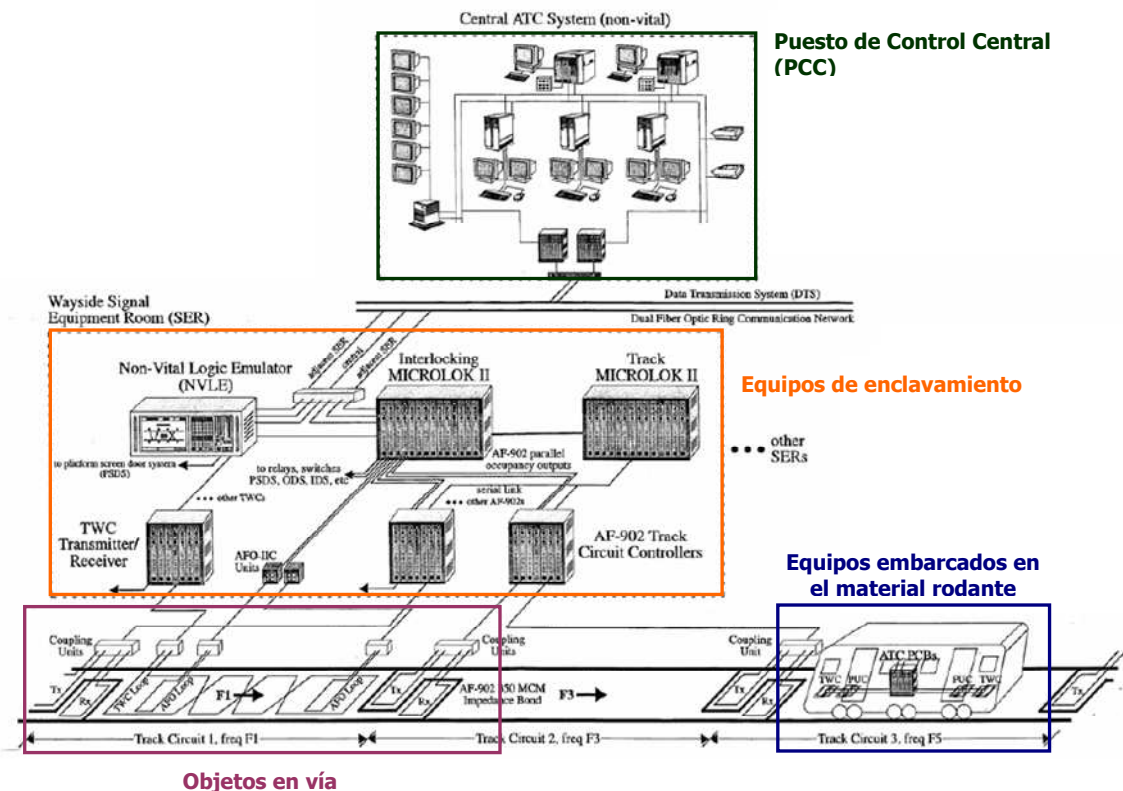 Central ATC System (non-vital)
Puesto de Control Central
(PCC)
Data Transmission System (DTS)
Dual Fiber Optic Ring Communication Network
Wayside Signal
Equipment Room (SER)
adjacent SER
central
adjacent SER
Non-Vital Logic Emulator
(NVLE)
Interlocking
MICROLOK II
Track
MICROLOK II
Equipos de enclavamiento
to platform screen door system
(PSDS)
to relays, switches
PSDS, ODS, IDS, etc
AF-902 parallel
occupancy outputs
••• other
SERs
••• other TWCs
serial link
••• other AF-902s
TWC
Transmitter/
Receiver
AFO-IIC
Units
AF-902 Track
Circuit Controllers
Equipos embarcados en
el material rodante
Coupling
Units
Coupling
Units
Coupling
Unit
ATC PCBs
TWC
PUC
PUC
TWC
Tx
Rx
TWC Loop
AFO Loop
F1
AFO Loop
Tx
Rx
AF-902 350 MCM
Impedance Bond
F3
Tx
Rx
Tx
Track Circuit 1, freq F1
Track Circuit 2, freq F3
Track Circuit 3, freq F5
Objetos en vía